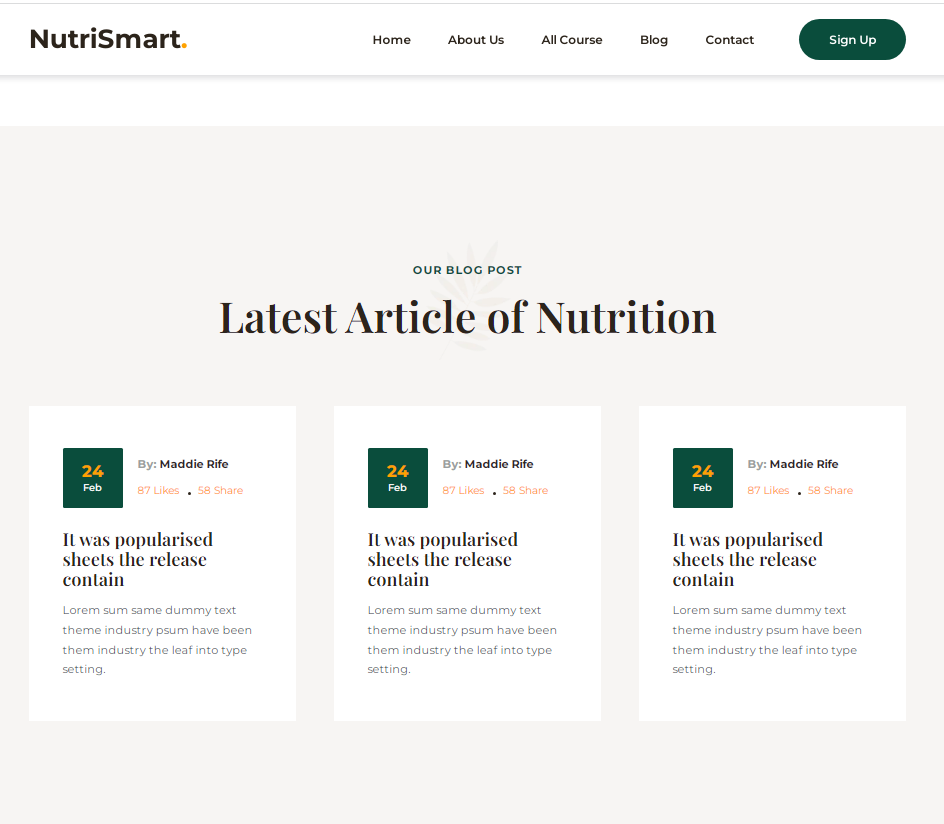 NutriSmart.
Home About Us All Course Blog Contact Sign Up
OUR BLOG POST
Latest Article of Nutrition
24
Feb
By: Maddie Rife
87 Likes • 58 Share
It was popularised
sheets the release
contain
Lorem sum same dummy text
theme industry psum have been
them industry the leaf into type
setting.
24
Feb
By: Maddie Rife
87 Likes • 58 Share
It was popularised
sheets the release
contain
Lorem sum same dummy text
theme industry psum have been
them industry the leaf into type
setting.
24
Feb
By: Maddie Rife
87 Likes • 58 Share
It was popularised
sheets the release
contain
Lorem sum same dummy text
theme industry psum have been
them industry the leaf into type
setting.